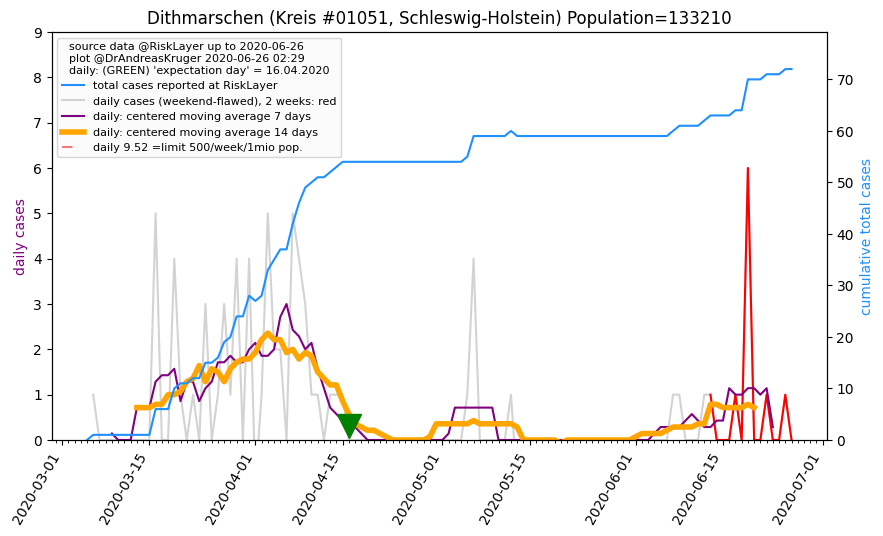 Dithmarschen (Kreis #01051, Schleswig-Holstein) Population=133210
source data @RiskLayer up to 2020-06-26
plot @DrAndreasKruger 2020-06-26 02:29
daily: (GREEN) 'expectation day' = 16.04.2020
total cases reported at RiskLayer
daily cases (weekend-flawed), 2 weeks: red
daily: centered moving average 7 days
daily: centered moving average 14 days
daily 9.52 =limit 500/week/1mio pop.
daily cases
9
8
7
6
5
4
3
2
1
0
cumulative total cases
70
60
50
40
30
20
10
0
2020-03-01
2020-03-15
2020-04-01
2020-04-15
2020-05-01
2020-05-15
2020-06-01
2020-06-15
2020-07-01